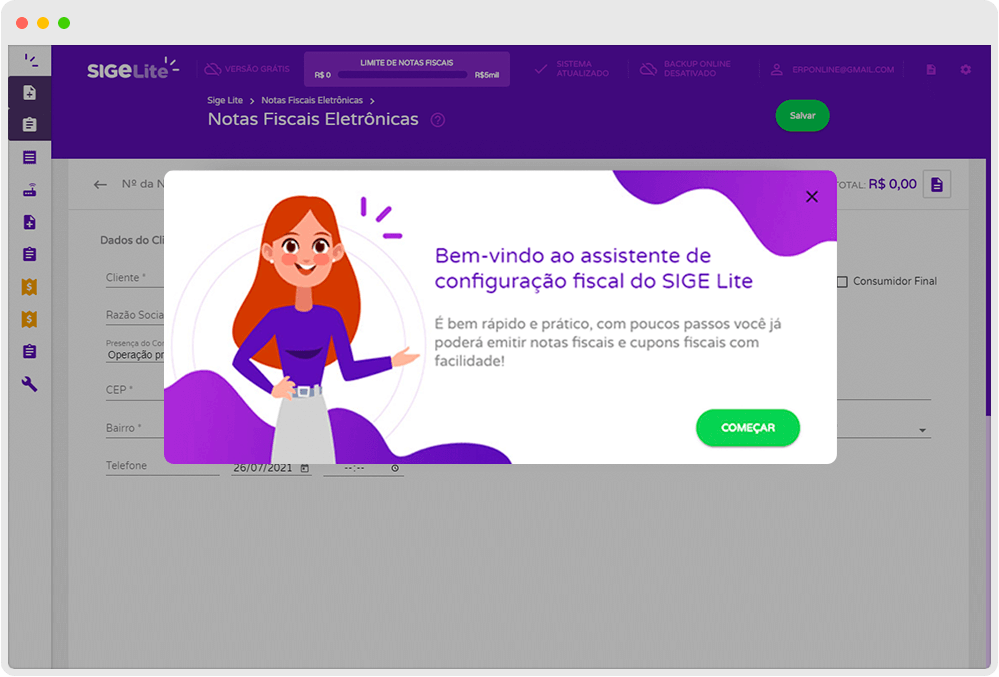 SIGELite
VERSÃO GRÁTIS
LIMITE DE NOTAS FISCAIS
R$ 0
R$5mil
SISTEMA
ATUALIZADO
BACKUP ONLINE
DESATIVADO
ERPONLINE@GMAIL.COM
Sige Lite > Notas Fiscais Eletrônicas >
Notas Fiscais Eletrônicas ?
Salvar
Nº da N
OTAL: R$ 0,00
Bem-vindo ao assistente de
configuração fiscal do SIGE Lite
É bem rápido e prático, com poucos passos você já
poderá emitir notas fiscais e cupons fiscais com
facilidade!
COMEÇAR
Dados do Cli
Cliente *
Consumidor Final
Razão Socia
Presença do Co
Operação pr
CEP *
Bairro *
Telefone
26/07/2021
--:--